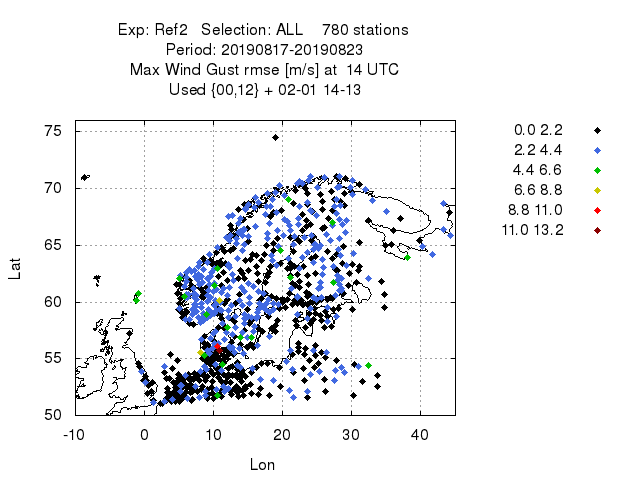 Exp: Ref2 Selection: ALL 780 stations
Period: 20190817-20190823
Max Wind Gust rmse [m/s] at 14 UTC
Used {00,12} + 02-01 14-13
0.0 2.2
2.2 4.4
4.4 6.6
6.6 8.8
8.8 11.0
11.0 13.2
75
70
65
60
55
50
Lat
-10 0 10 20 30 40
Lon